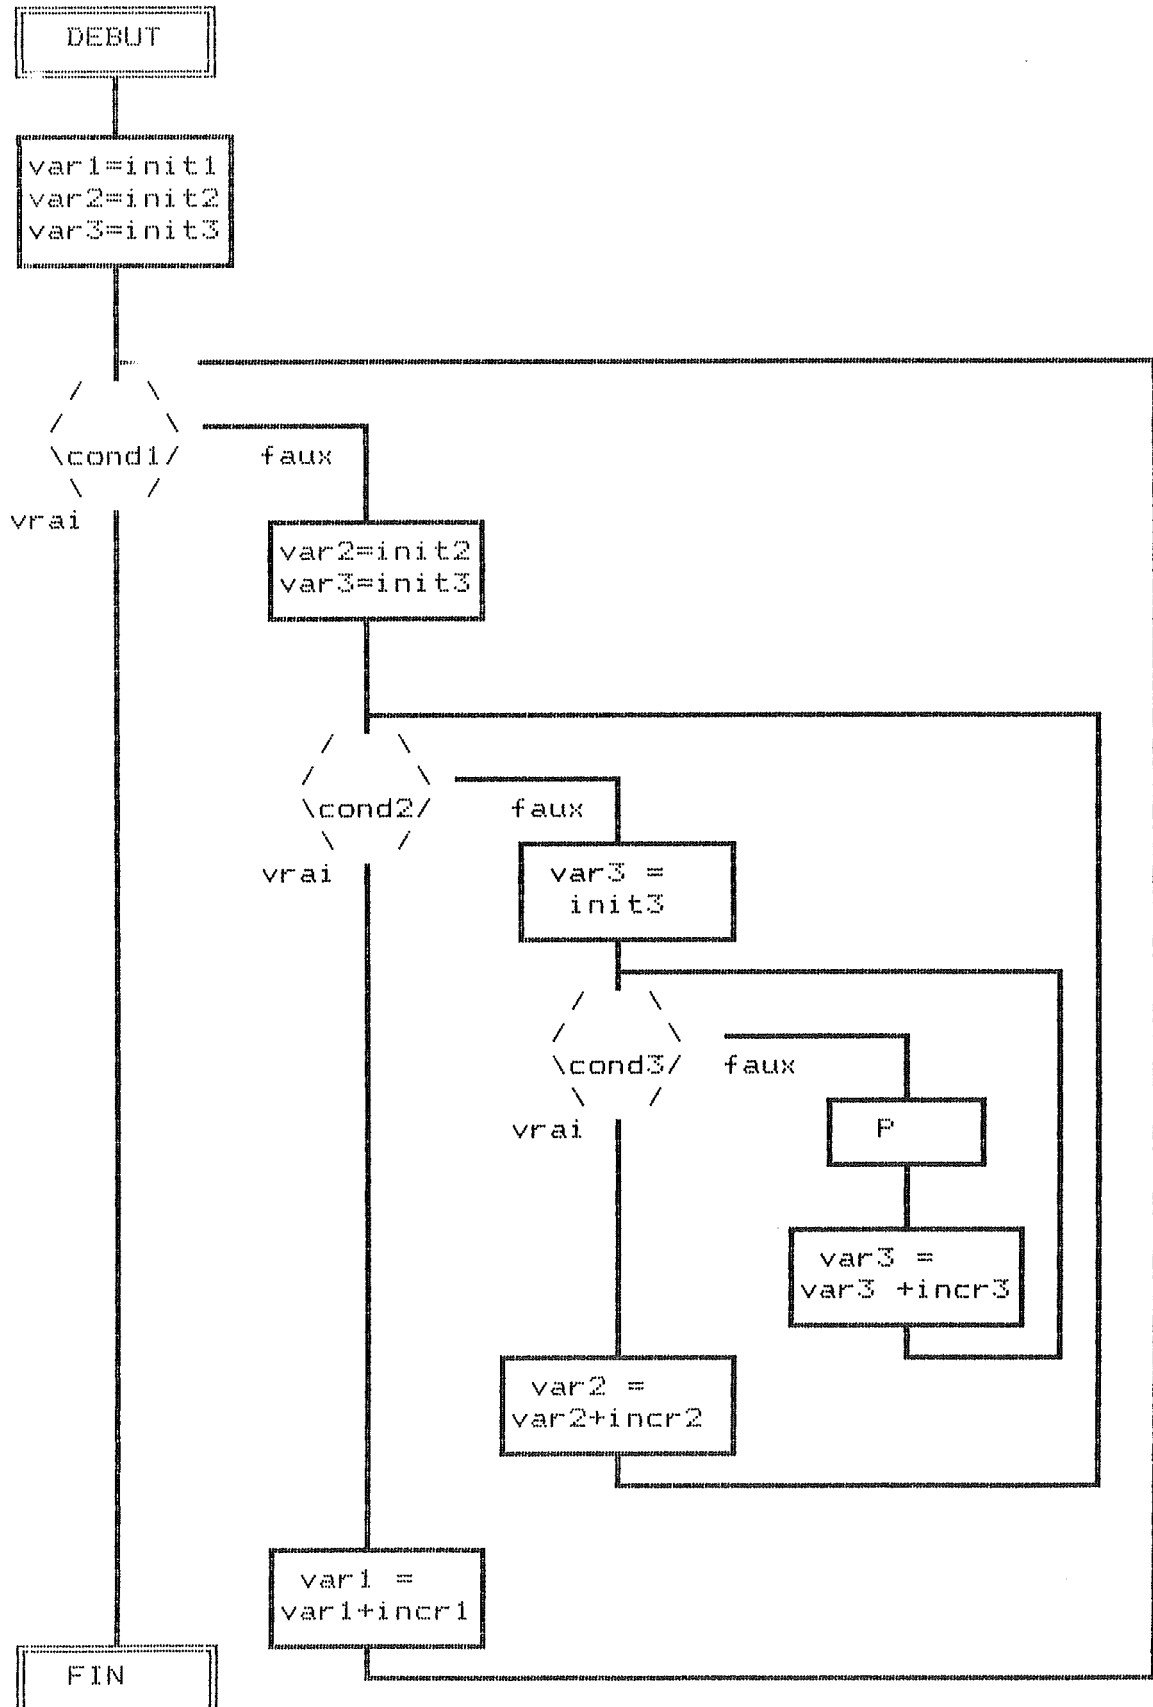 DEBUT
var1=init1
var2=init2
var3=init3
\cond1/
faux
vrai
var2=init2
var3=init3
\cond2/
faux
vrai
var3 =
init3
\cond3/
faux
vrai
P
var3 =
var3 +incr3
var2 =
var2+incr2
var1 =
var1+incr1
FIN